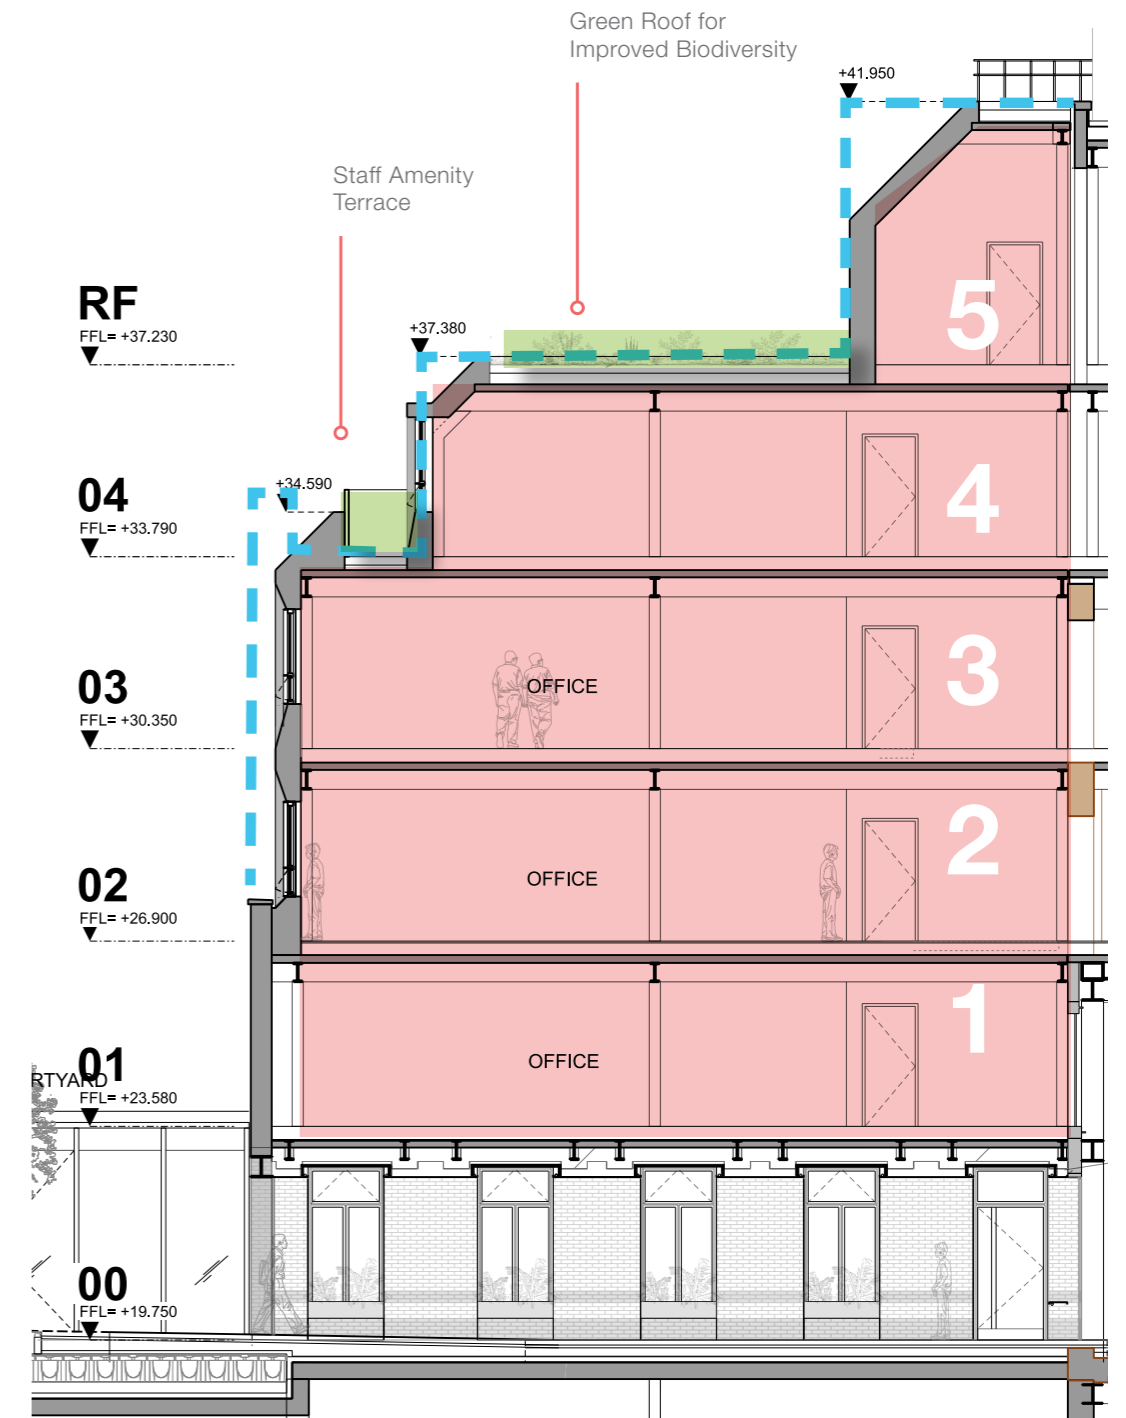 Green Roof for
Improved Biodiversity
+41.950
Staff Amenity
Terrace
RF
FFL= +37.230
+37.380
5
04
FFL= +33.790
+34.590
4
03
FFL= +30.350
OFFICE
3
02
FFL= +26.900
OFFICE
2
01
RTYARD
FFL= +23.580
OFFICE
1
00
FFL= +19.750